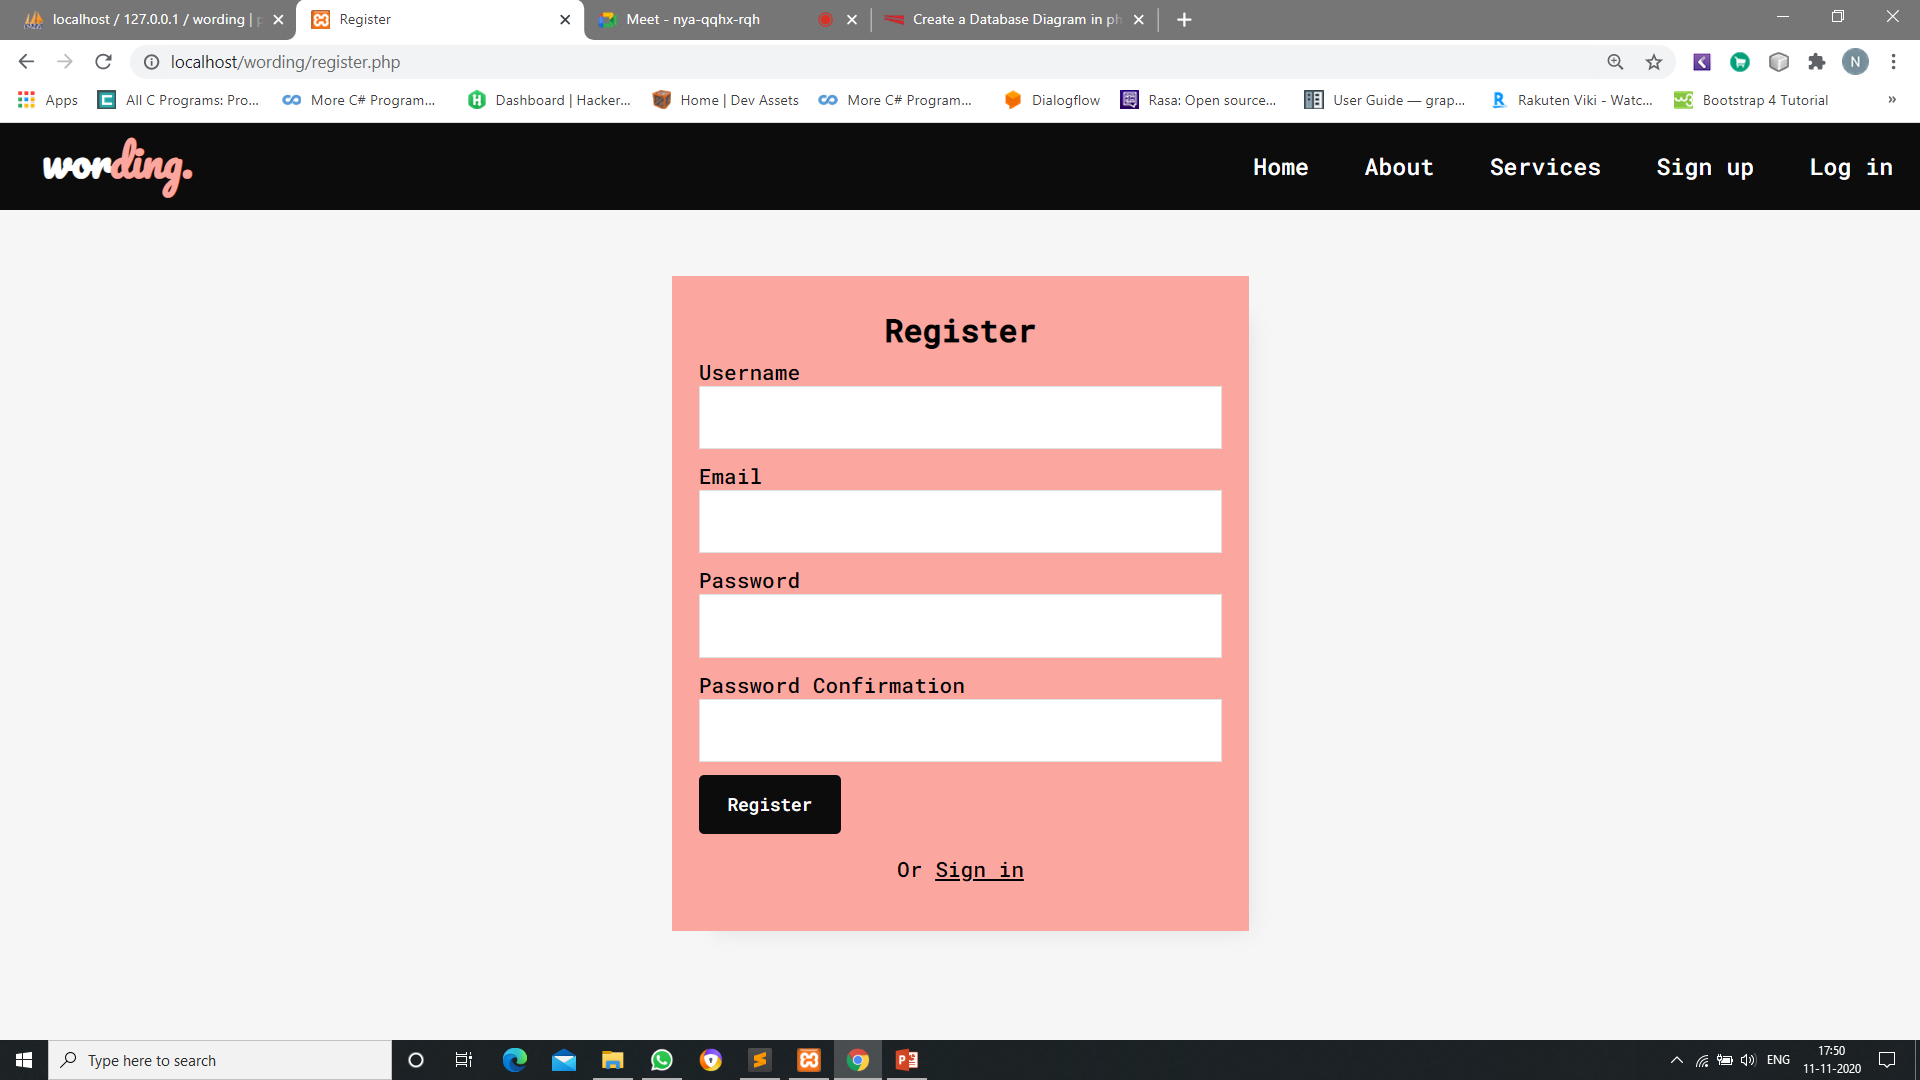 localhost / 127.0.0.1 / wording | p
Register
Meet - nya-qqhx-rqh
Create a Database Diagram in ph
localhost/wording/register.php
N
Apps
All C Programs: Pro...
More C# Program...
Dashboard | Hacker...
Home | Dev Assets
More C# Program...
Dialogflow
Rasa: Open source...
User Guide — grap...
Rakuten Viki - Watc...
Bootstrap 4 Tutorial
»
wording.
Home
About
Services
Sign up
Log in
Register
Username
Email
Password
Password Confirmation
Register
Or Sign in
Type here to search
ENG
17:50
11-11-2020